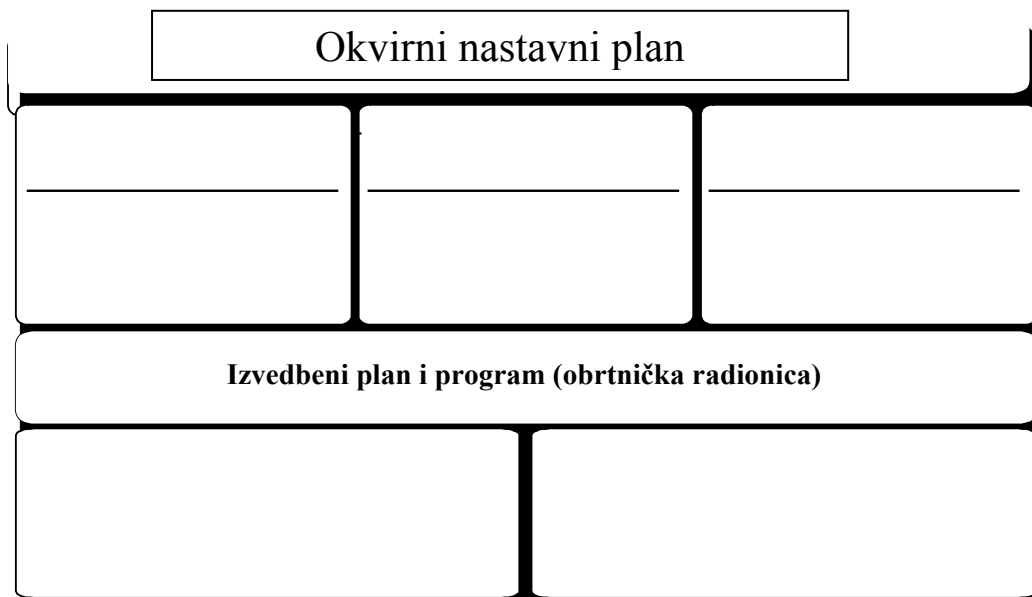 Okvirni nastavni plan
Izvedbeni plan i program (obrtnička radionica)